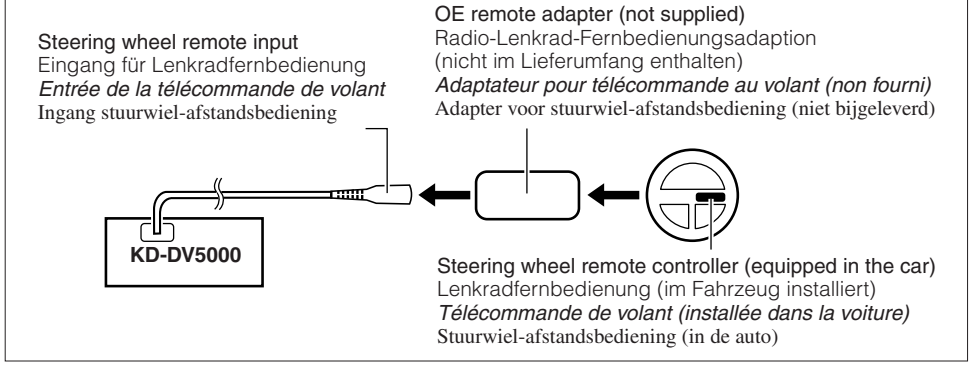 Steering wheel remote input
Eingang für Lenkradfernbedienung
Entrée de la télécommande de volant
Ingang stuurwiel-afstandsbediening
OE remote adapter (not supplied)
Radio-Lenkrad-Fernbedienungsadaption
(nicht im Lieferumfang enthalten)
Adaptateur pour télécommande au volant (non fourni)
Adapter voor stuurwiel-afstandsbediening (niet bijgeleverd)
KD-DV5000
Steering wheel remote controller (equipped in the car)
Lenkradfernbedienung (im Fahrzeug installiert)
Télécommande de volant (installée dans la voiture)
Stuurwiel-afstandsbediening (in de auto)